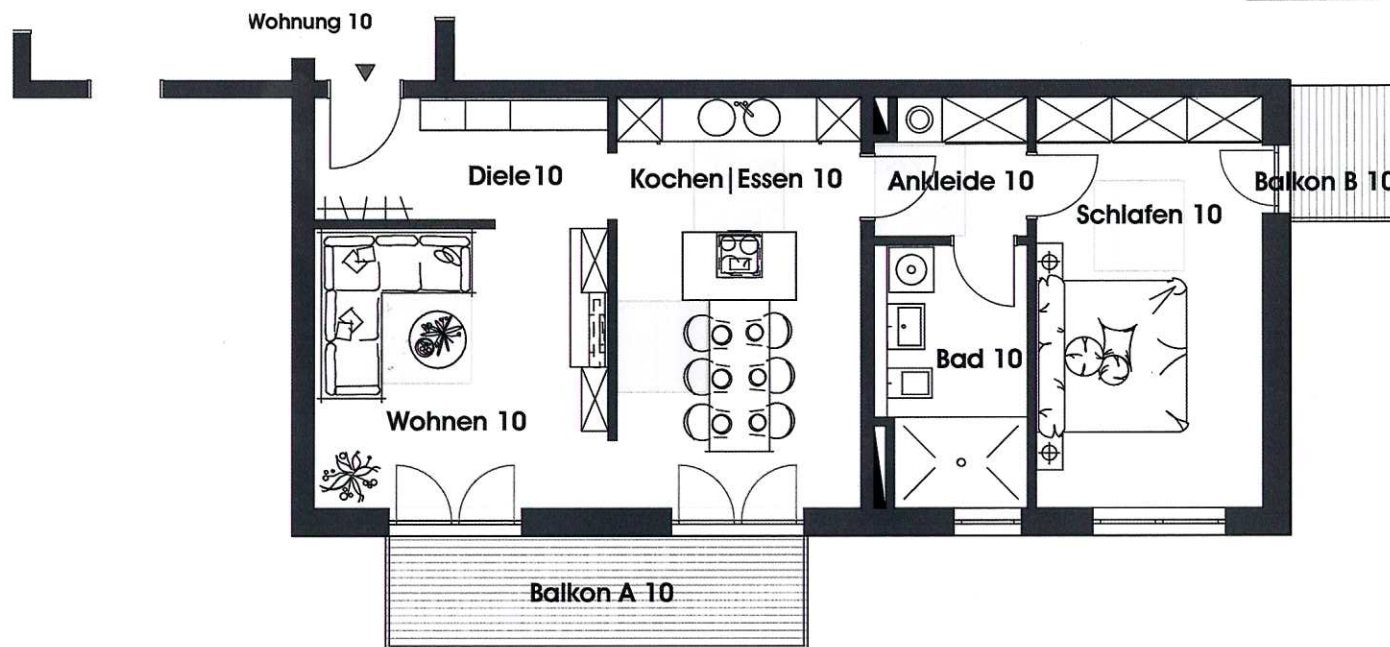 Wohnung 10
Diele 10
Kochen|Essen 10
Ankleide 10
Schlafen 10
Balkon B 10
Bad 10
Wohnen 10
Balkon A 10